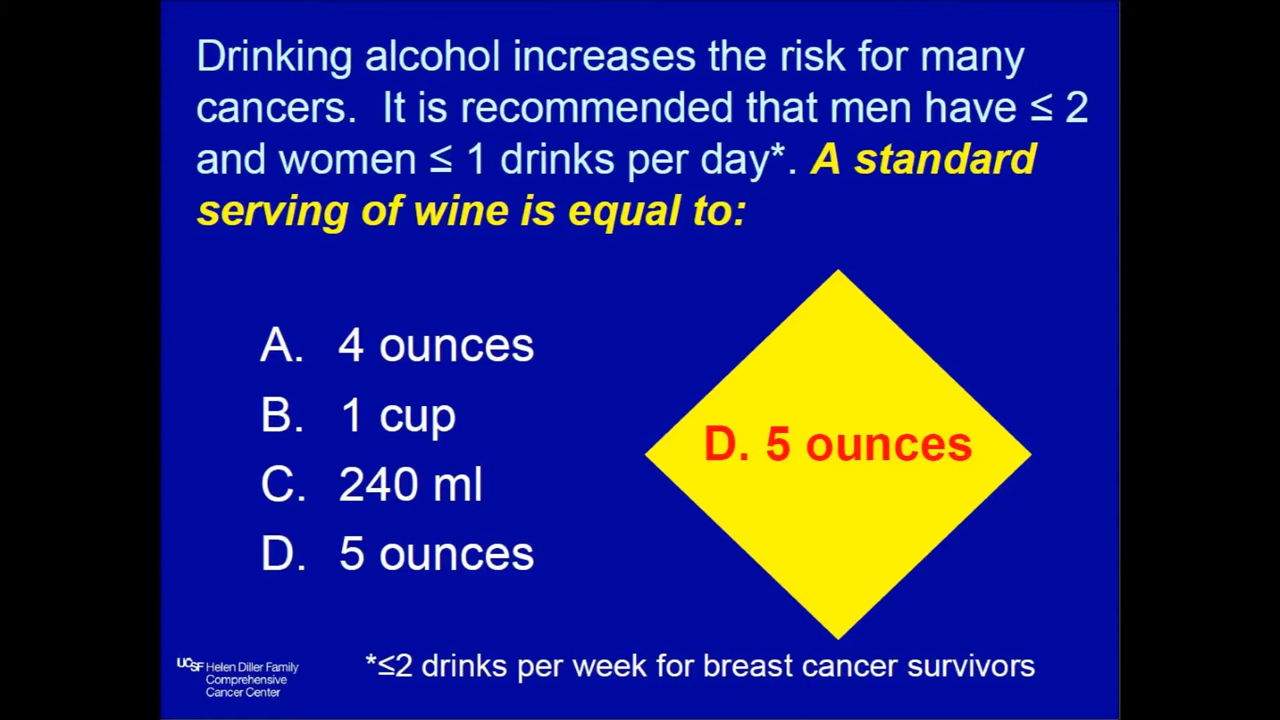 Drinking alcohol increases the risk for many
cancers. It is recommended that men have ≤ 2
and women ≤ 1 drinks per day*. A standard
serving of wine is equal to:
A. 4 ounces
B. 1 cup
C. 240 ml
D. 5 ounces
D. 5 ounces
UCSF Helen Diller Family
Comprehensive
Cancer Center
*≤2 drinks per week for breast cancer survivors